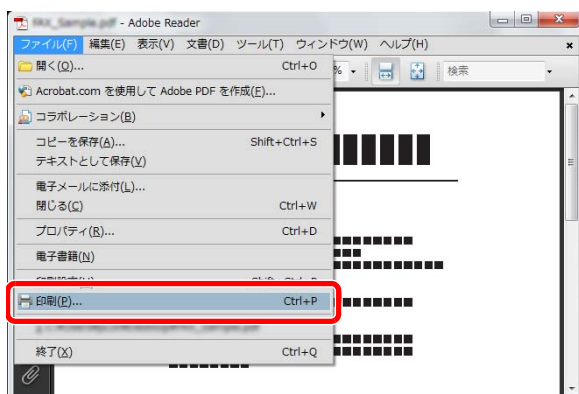 FAX_Sample.pdf - Adobe Reader
ファイル(F) 編集(E) 表示(V) 文書(D) ツール(T) ウィンドウ(W) ヘルプ(H)
開く(O)... Ctrl+O
% 検索
Acrobat.com を使用して Adobe PDF を作成(E)...
コラボレーション(B)
コピーを保存(A)... Shift+Ctrl+S
テキストとして保存(V)
電子メールに添付(L)...
閉じる(C) Ctrl+W
プロパティ(R)... Ctrl+D
電子書籍(N)
印刷(P)... Ctrl+P
終了(X) Ctrl+Q